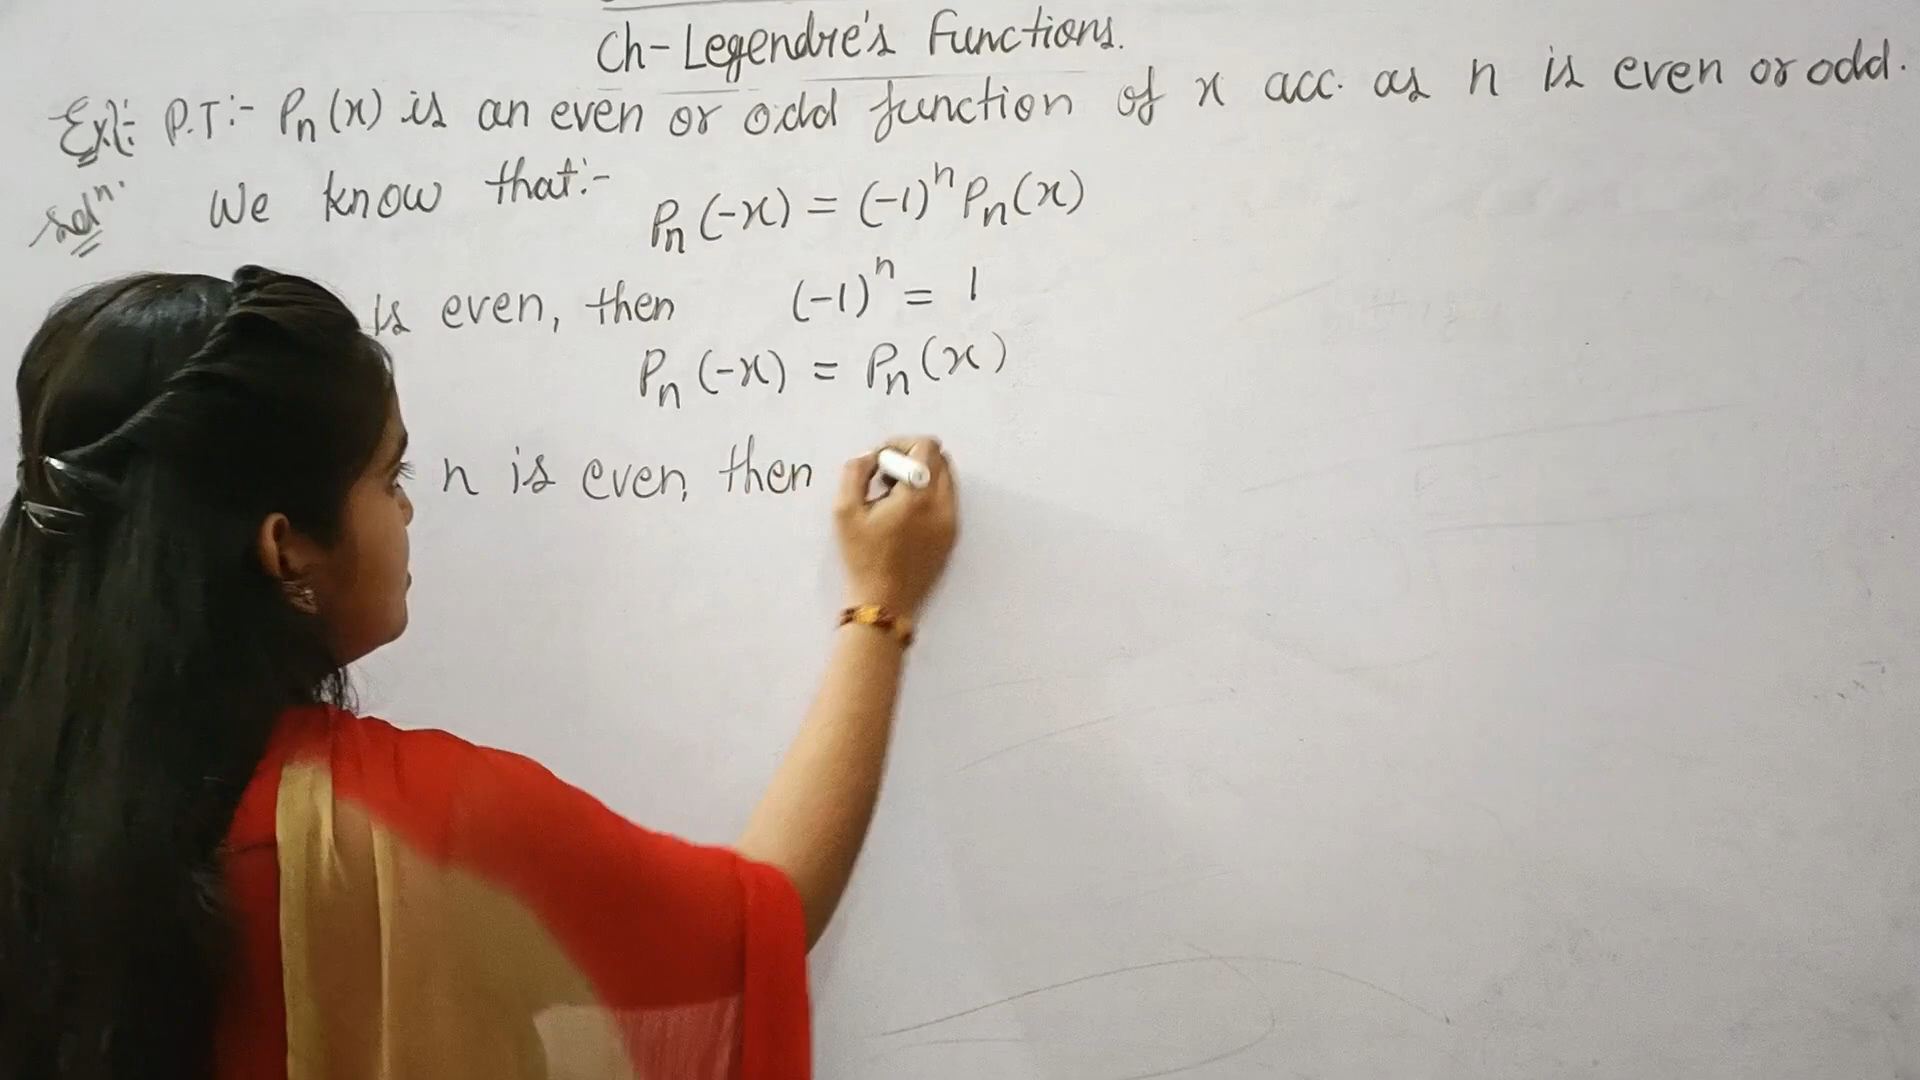 Ch-Legendre's Functions.
Ex1:- P.T:- Pn(x) is an even or odd function of x acc. as n is even or odd.
Solⁿ. We know that:-
Pn(-x) = (-1)ⁿ Pn(x)
is even, then (-1)ⁿ = 1
Pn(-x) = Pn(x)
n is even, then